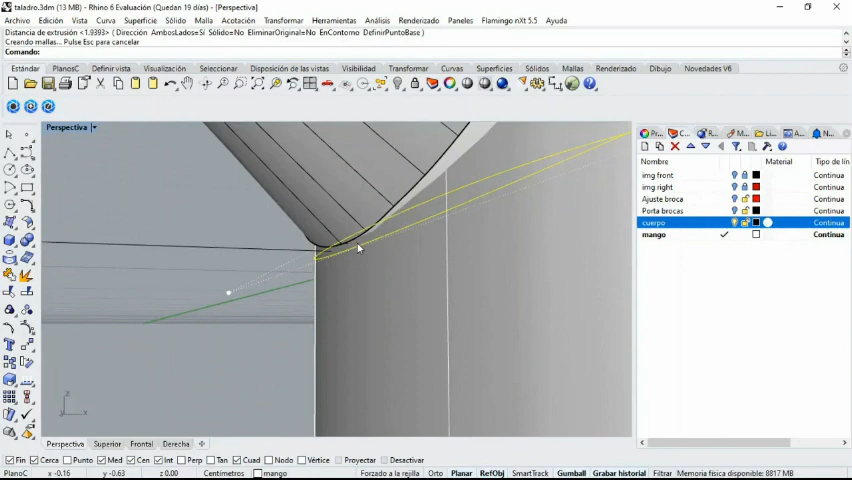 taladro.3dm (13 MB) - Rhino 6 Evaluación (Quedan 19 días) - [Perspectiva]
Archivo Edición Vista Curva Superficie Sólido Malla Acotación Transformar Herramientas Análisis Renderizado Paneles Flamingo nXt 5.5 Ayuda
Distancia de extrusión <1.9393> ( Dirección AmbosLados=Sí Sólido=No EliminarOriginal=No EnContorno DefinirPuntoBase )
Creando mallas... Pulse Esc para cancelar
Comando:
Estándar PlanosC Definir vista Visualización Seleccionar Disposición de las vistas Visibilidad Transformar Curvas Superficies Sólidos Mallas Renderizado Dibujo Novedades V6
Perspectiva
Pr... C... R... M... Li... A... N...
Nombre Material Tipo de lín
img front Continua
img right Continua
Ajuste broca Continua
Porta brocas Continua
cuerpo Continua
mango Continua
z
y x
Perspectiva Superior Frontal Derecha
Fin Cerca Punto Med Cen Int Perp Tan Cuad Nodo Vértice Proyectar Desactivar
PlanoC x -0.16 y -0.63 z 0.00 Centímetros mango Forzado a la rejilla Orto Planar RefObj SmartTrack Gumball Grabar historial Filtrar Memoria física disponible: 8817 MB